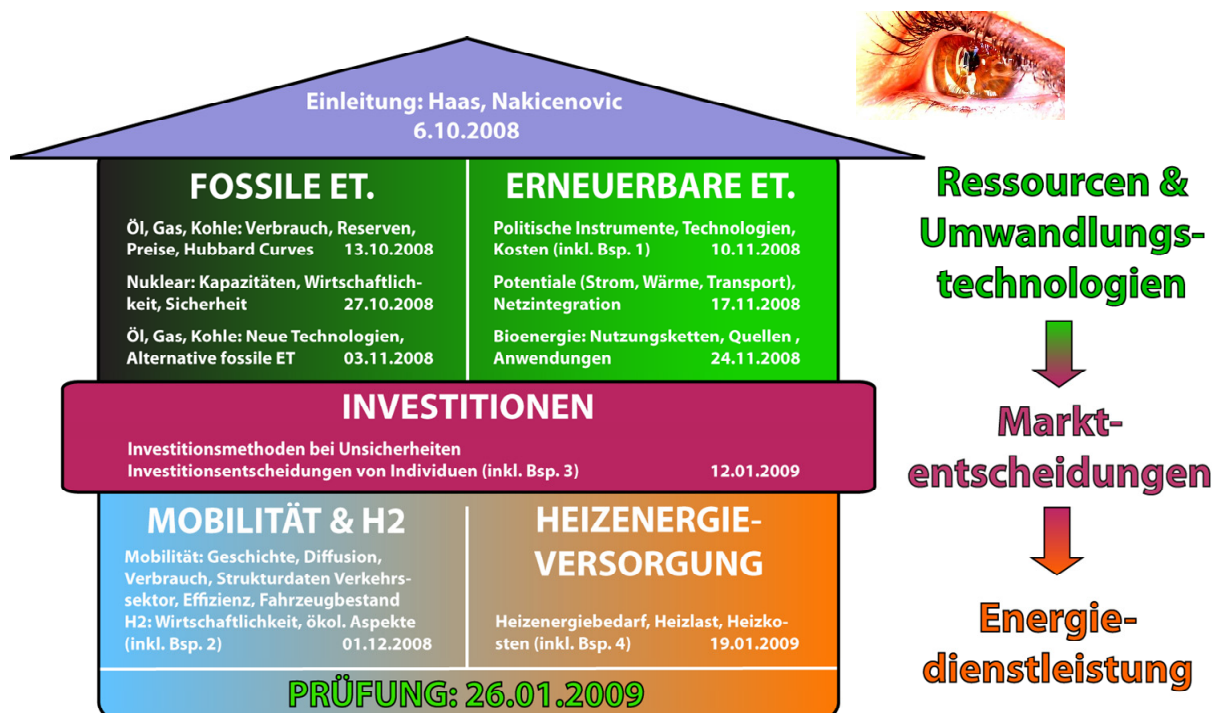 Einleitung: Haas, Nakicenovic
6.10.2008
FOSSILE ET.
Öl, Gas, Kohle: Verbrauch, Reserven,
Preise, Hubbard Curves 13.10.2008
Nuklear: Kapazitäten, Wirtschaftlich-
keit, Sicherheit 27.10.2008
Öl, Gas, Kohle: Neue Technologien,
Alternative fossile ET 03.11.2008
ERNEUERBARE ET.
Politische Instrumente, Technologien,
Kosten (inkl. Bsp. 1) 10.11.2008
Potentiale (Strom, Wärme, Transport),
Netzintegration 17.11.2008
Bioenergie: Nutzungsketten, Quellen ,
Anwendungen 24.11.2008
INVESTITIONEN
Investitionsmethoden bei Unsicherheiten
Investitionsentscheidungen von Individuen (inkl. Bsp. 3) 12.01.2009
MOBILITÄT & H2
Mobilität: Geschichte, Diffusion,
Verbrauch, Strukturdaten Verkehrs-
sektor, Effizienz, Fahrzeugbestand
H2: Wirtschaftlichkeit, ökol. Aspekte
(inkl. Bsp. 2) 01.12.2008
HEIZENERGIE-
VERSORGUNG
Heizenergiebedarf, Heizlast, Heizko-
sten (inkl. Bsp. 4) 19.01.2009
PRÜFUNG: 26.01.2009
Ressourcen &
Umwandlungs-
technologien
Markt-
entscheidungen
Energie-
dienstleistung